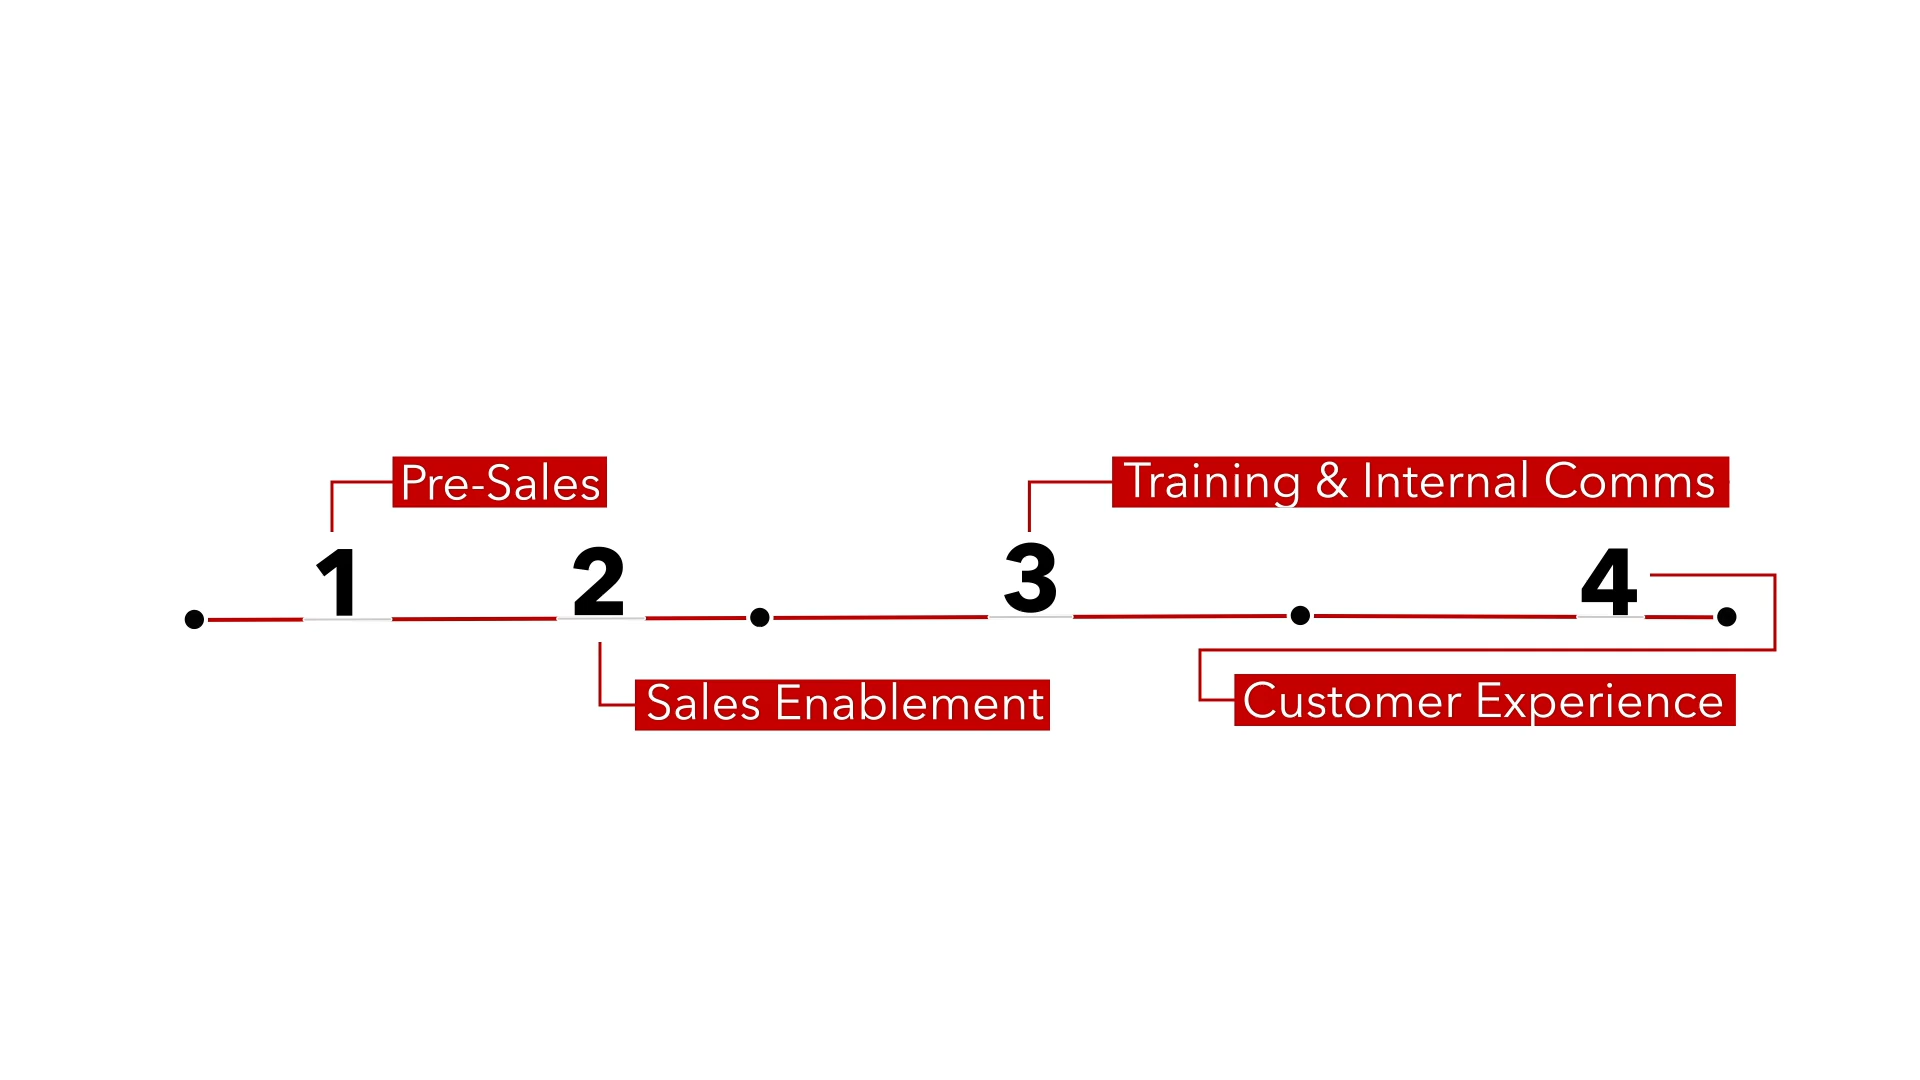 Pre-Sales
Training & Internal Comms
1
2
3
4
Sales Enablement
Customer Experience